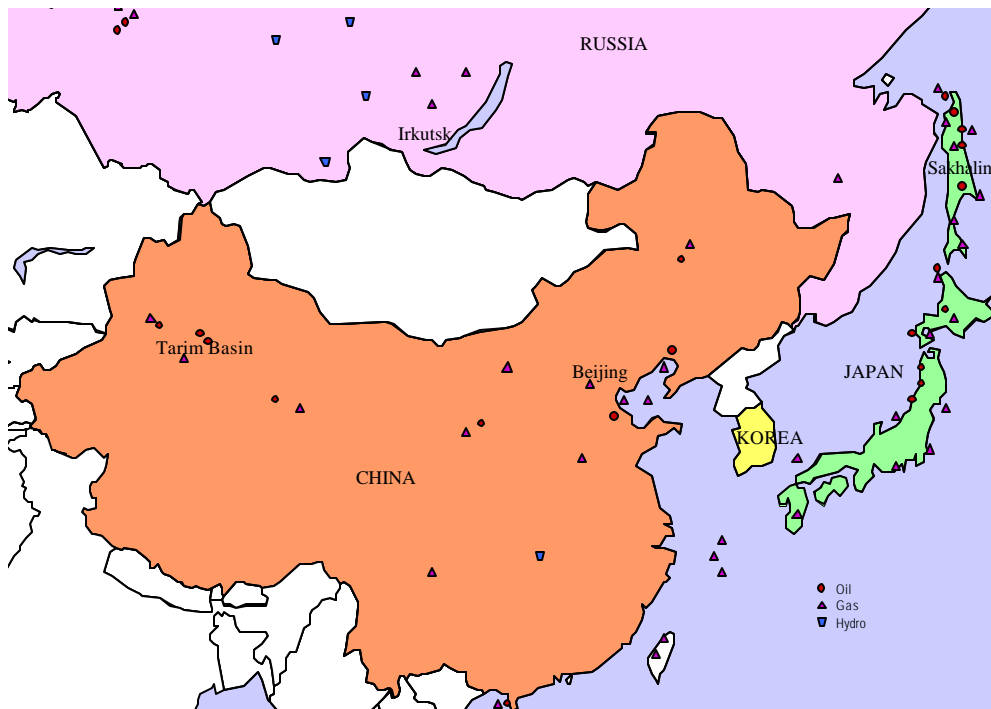 RUSSIA
Irkutsk
Sakhalin
Tarim Basin
Beijing
JAPAN
KOREA
CHINA
Oil
Gas
Hydro